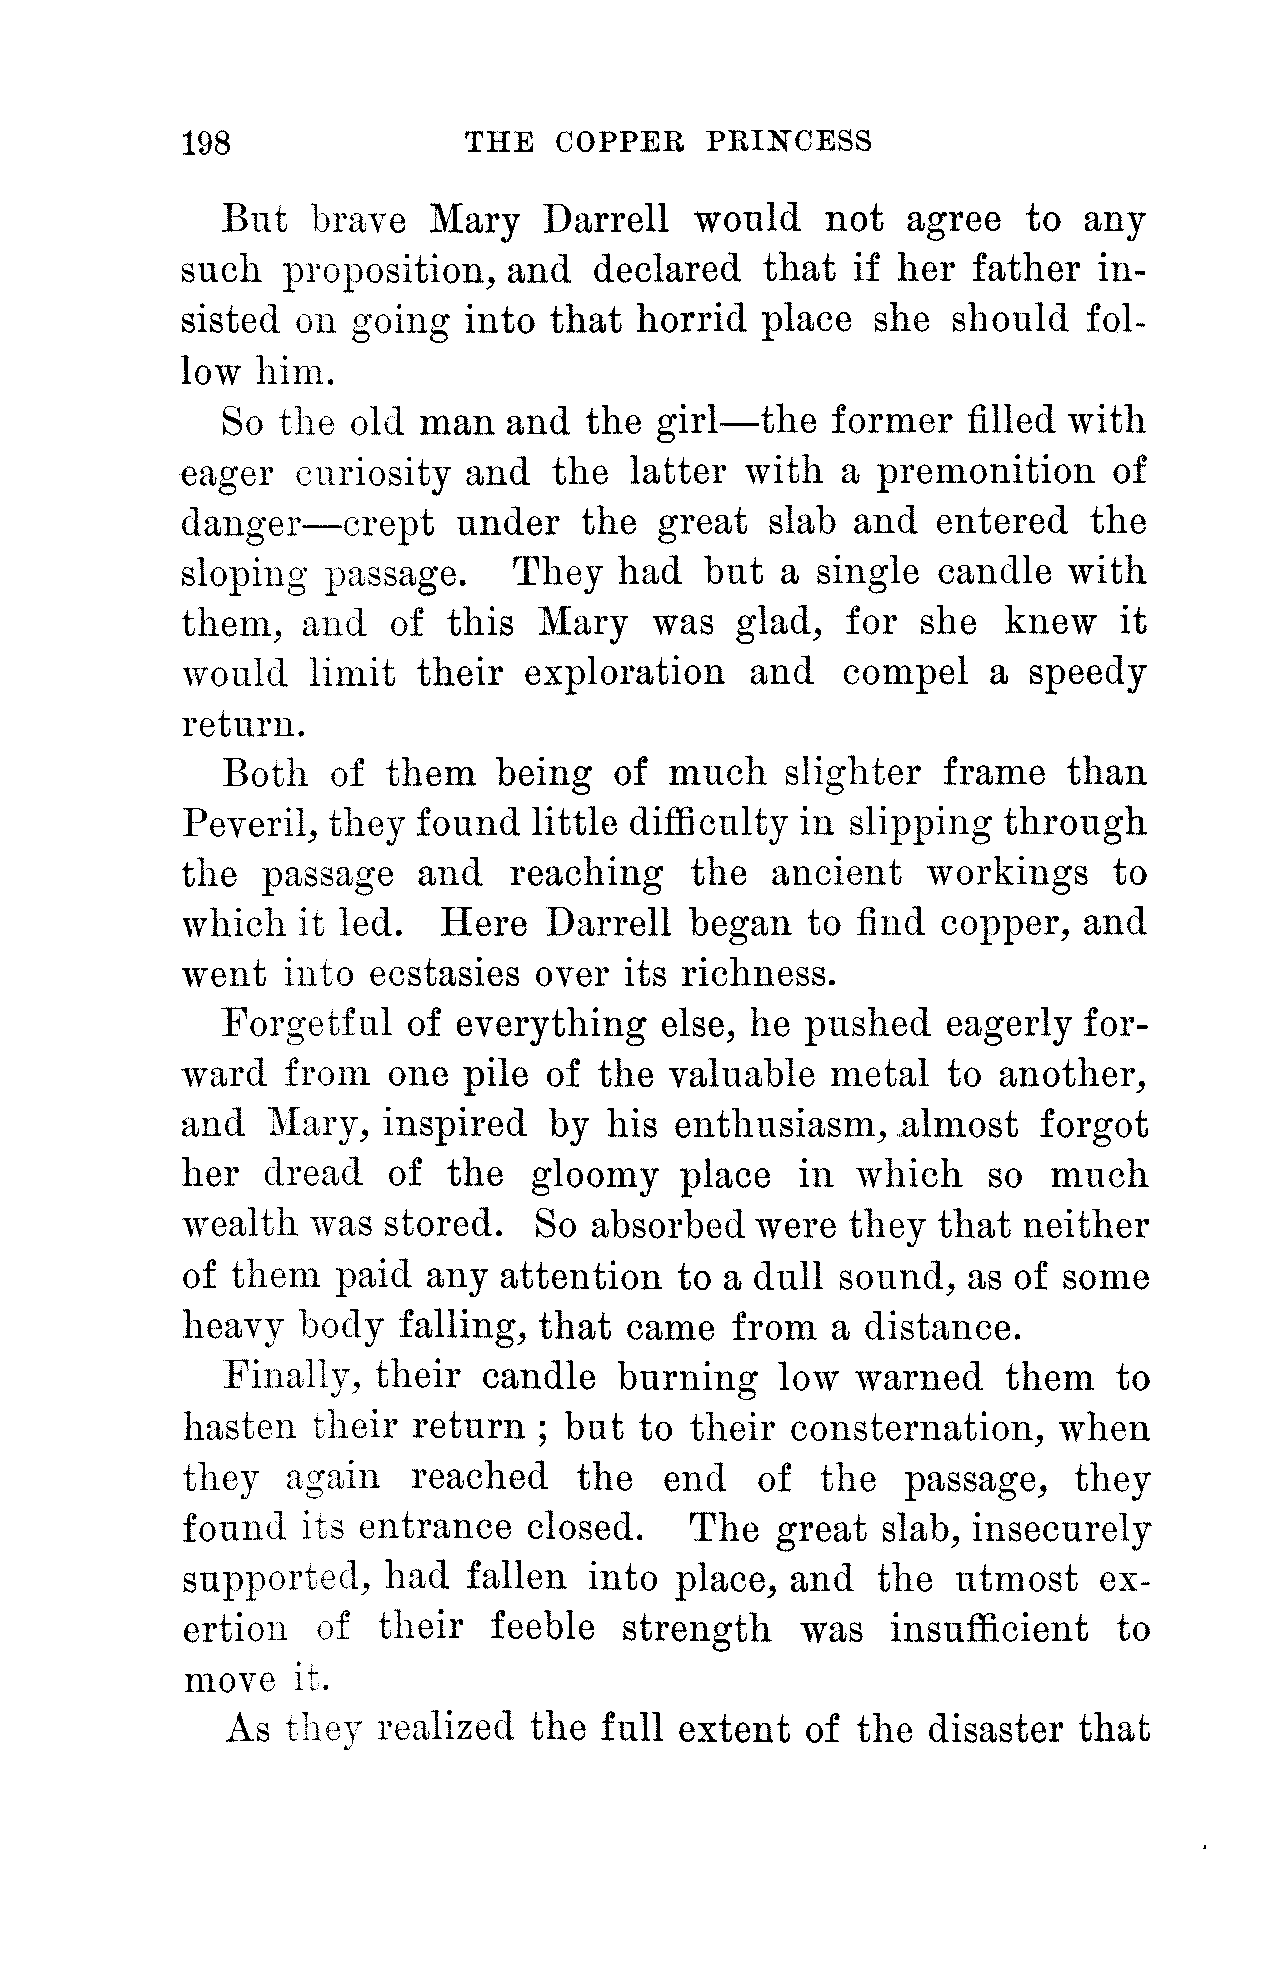 198 THE COPPER PRINCESS
But brave Mary Darrell would not agree to any
such proposition, and declared that if her father in-
sisted on going into that horrid place she should fol-
low him.
So the old man and the girl—the former filled with
eager curiosity and the latter with a premonition of
danger—crept under the great slab and entered the
sloping passage. They had but a single candle with
them, and of this Mary was glad, for she knew it
would limit their exploration and compel a speedy
return.
Both of them being of much slighter frame than
Peveril, they found little difficulty in slipping through
the passage and reaching the ancient workings to
which it led. Here Darrell began to find copper, and
went into ecstasies over its richness.
Forgetful of everything else, he pushed eagerly for-
ward from one pile of the valuable metal to another,
and Mary, inspired by his enthusiasm, almost forgot
her dread of the gloomy place in which so much
wealth was stored. So absorbed were they that neither
of them paid any attention to a dull sound, as of some
heavy body falling, that came from a distance.
Finally, their candle burning low warned them to
hasten their return ; but to their consternation, when
they again reached the end of the passage, they
found its entrance closed. The great slab, insecurely
supported, had fallen into place, and the utmost ex-
ertion of their feeble strength was insufficient to
move it.
As they realized the full extent of the disaster that